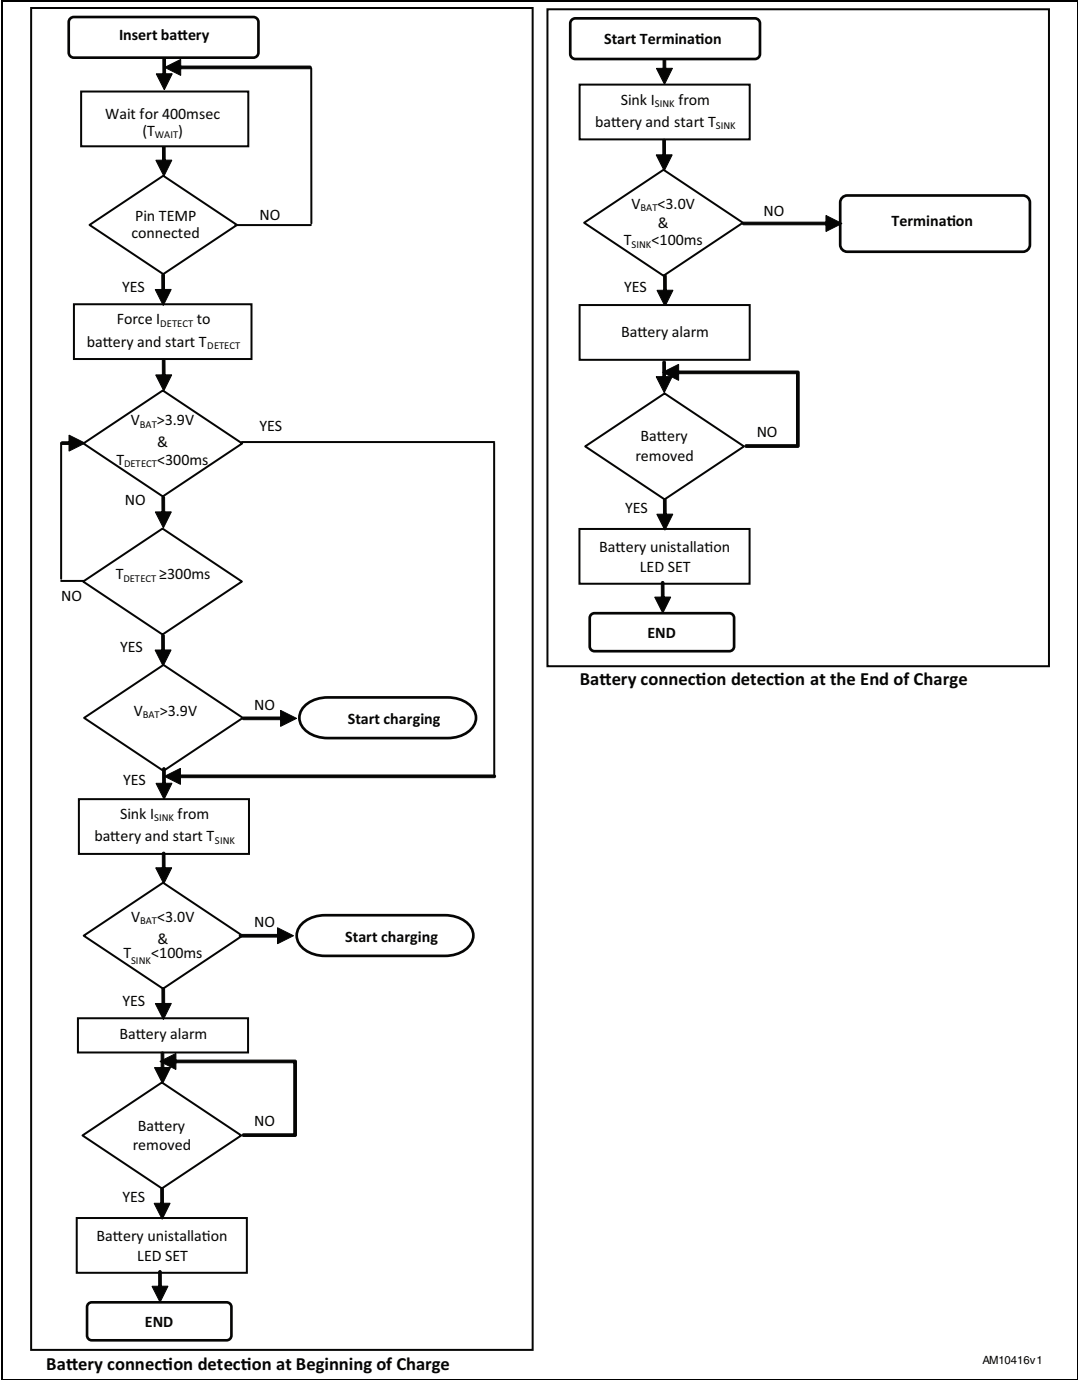 Insert battery
Wait for 400msec
(TWAIT)
Pin TEMP
connected
NO
YES
Force IDETECT to
battery and start TDETECT
VBAT>3.9V
&
TDETECT<300ms
YES
NO
TDETECT ≥300ms
NO
YES
VBAT>3.9V
NO
Start charging
YES
Sink ISINK from
battery and start TSINK
VBAT<3.0V
&
TSINK<100ms
NO
Start charging
YES
Battery alarm
Battery
removed
NO
YES
Battery unistallation
LED SET
END
Battery connection detection at Beginning of Charge
Start Termination
Sink ISINK from
battery and start TSINK
VBAT<3.0V
&
TSINK<100ms
NO
Termination
YES
Battery alarm
Battery
removed
NO
YES
Battery unistallation
LED SET
END
Battery connection detection at the End of Charge
AM10416v1